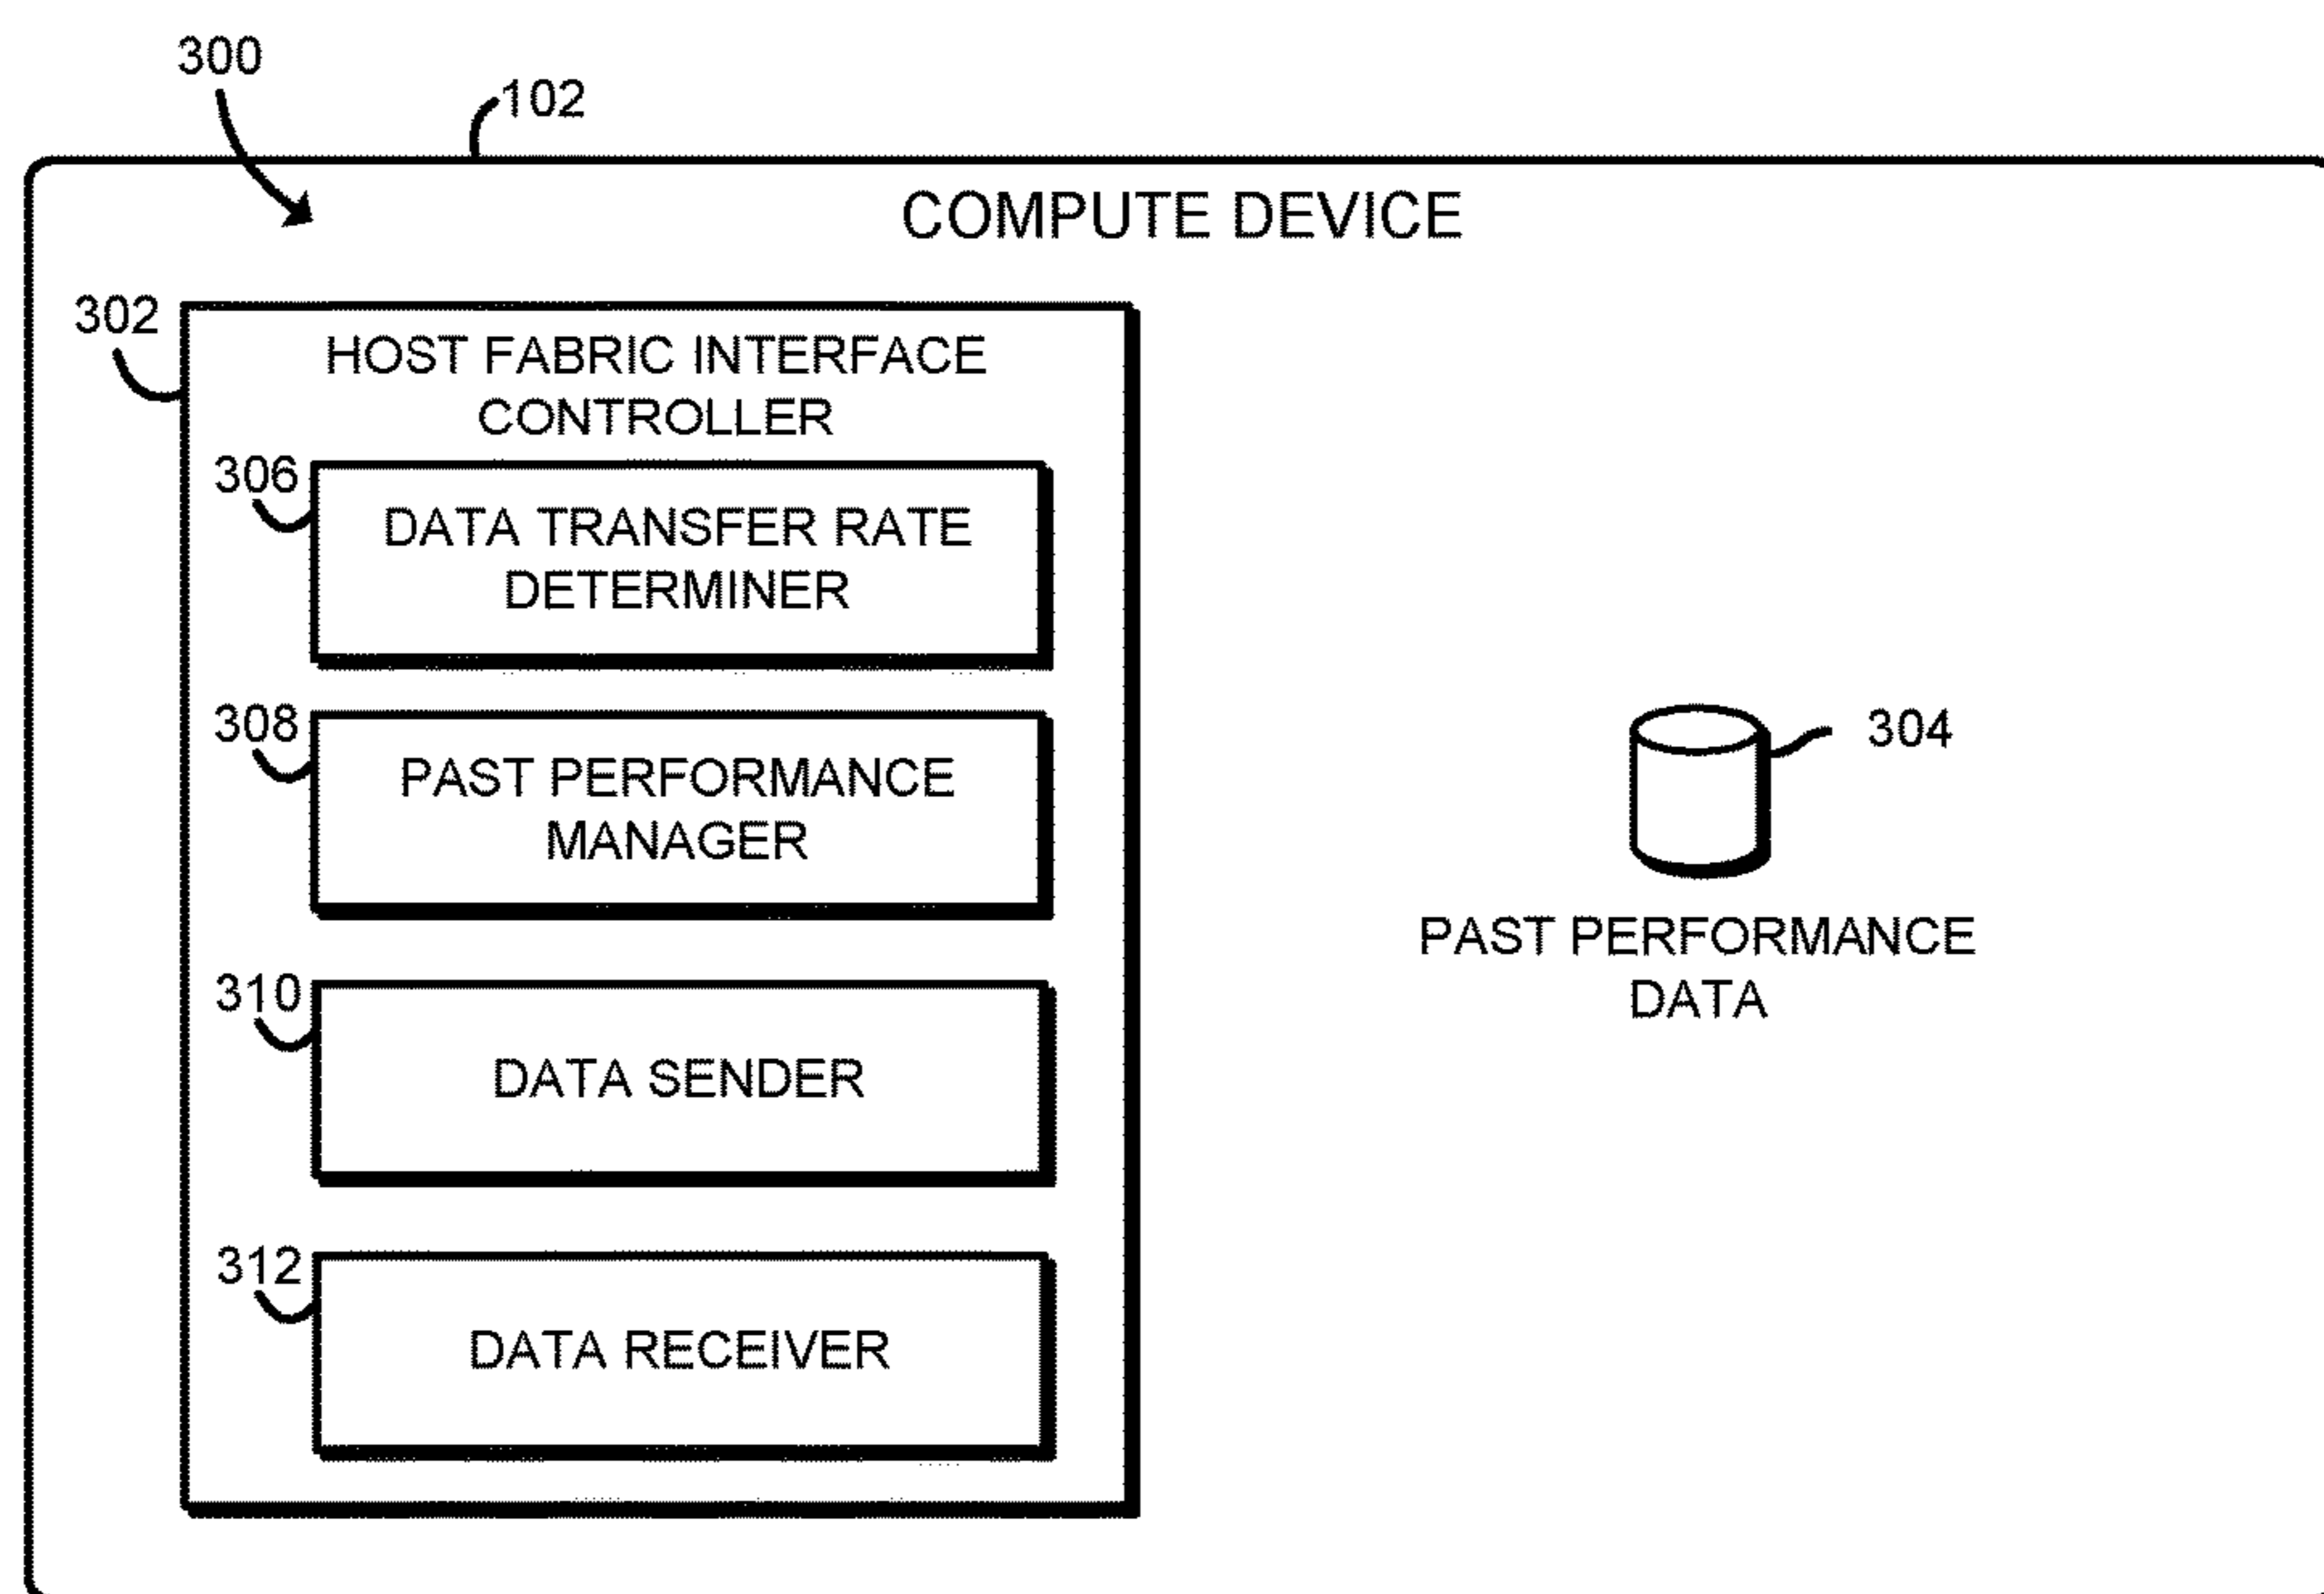 300
102
COMPUTE DEVICE
302
HOST FABRIC INTERFACE
CONTROLLER
306
DATA TRANSFER RATE
DETERMINER
308
PAST PERFORMANCE
MANAGER
304
PAST PERFORMANCE
DATA
310
DATA SENDER
312
DATA RECEIVER